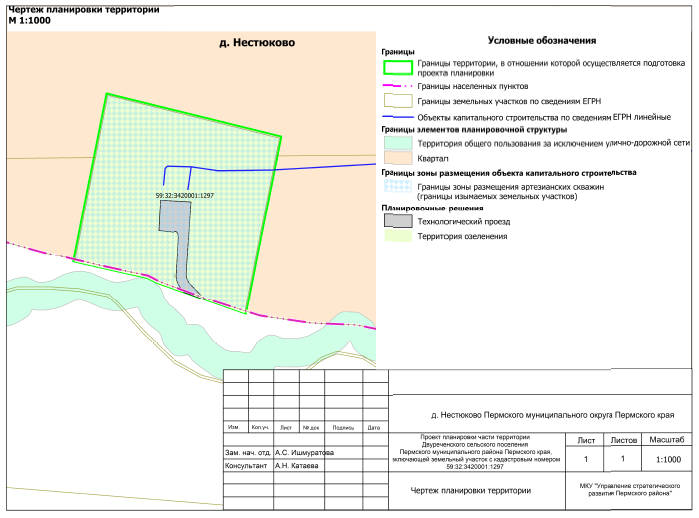 Чертеж планировки территории
М 1:1000
д. Нестюково
59:32:3420001:1297
Условные обозначения
Границы
Границы территории, в отношении которой осуществляется подготовка
проекта планировки
Границы населенных пунктов
Границы земельных участков по сведениям ЕГРН
Объекты капитального строительства по сведениям ЕГРН линейные
Границы элементов планировочной структуры
Территория общего пользования за исключением улично-дорожной сети
Квартал
Границы зоны размещения объекта капитального строительства
Границы зоны размещения артезианских скважин
(границы изымаемых земельных участков)
Планировочные решения
Технологический проезд
Территория озеленения
д. Нестюково Пермского муниципального округа Пермского края
Изм. Кол.уч. Лист № док Подпись Дата
Зам. нач. отд. А.С. Ишмуратова
Консультант А.Н. Катаева
Проект планировки части территории
Двуреченского сельского поселения
Пермского муниципального района Пермского края,
включающей земельный участок с кадастровым номером
59:32:3420001:1297
Лист Листов Масштаб
1 1 1:1000
Чертеж планировки территории
МКУ "Управление стратегического
развития Пермского района"